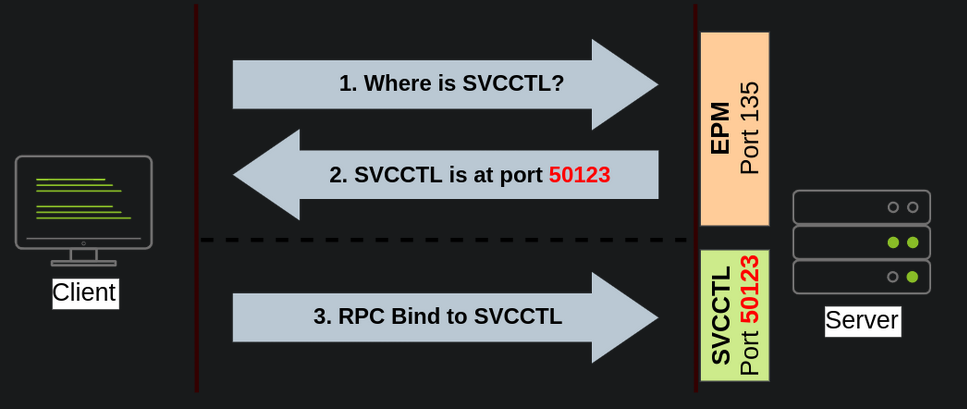 1. Where is SVCCTL?
2. SVCCTL is at port 50123
3. RPC Bind to SVCCTL
Client
EPM
Port 135
SVCCTL
Port 50123
Server